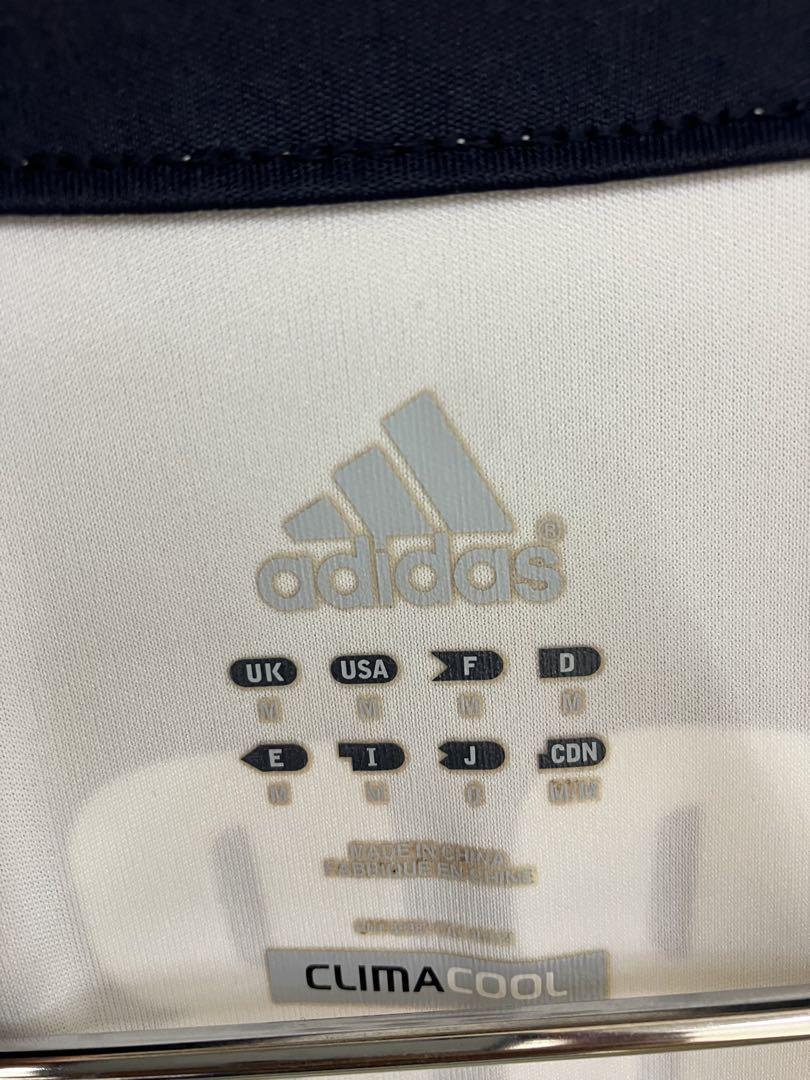 adidas®
UK USA F D
M M M M
E I J CDN
M M M/M
MADE IN CHINA
FABRIQUÉ EN CHINE
CLIMACOOL